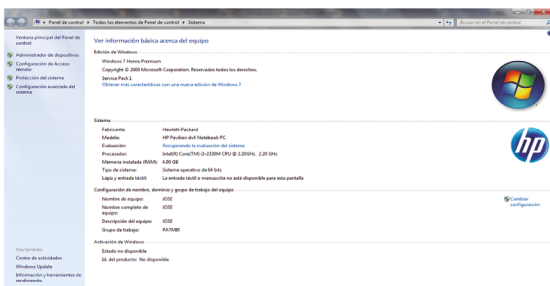 Panel de control ▸ Todos los elementos de Panel de control ▸ Sistema
Buscar en el Panel de control
Ventana principal del Panel de control
Administrador de dispositivos
Configuración de Acceso remoto
Protección del sistema
Configuración avanzada del sistema
Ver información básica acerca del equipo
Edición de Windows
Windows 7 Home Premium
Copyright © 2009 Microsoft Corporation. Reservados todos los derechos.
Service Pack 1
Obtener más características con una nueva edición de Windows 7
Sistema
Fabricante: Hewlett-Packard
Modelo: HP Pavilion dv4 Notebook PC
Evaluación: Recuperando la evaluación del sistema
Procesador: Intel(R) Core(TM) i3-2330M CPU @ 2.20GHz 2.20 GHz
Memoria instalada (RAM): 4.00 GB
Tipo de sistema: Sistema operativo de 64 bits
Lápiz y entrada táctil: La entrada táctil o manuscrita no está disponible para esta pantalla
hp
Configuración de nombre, dominio y grupo de trabajo del equipo
Nombre de equipo: JOSE
Cambiar configuración
Nombre completo de equipo: JOSE
Descripción del equipo: JOSE
Grupo de trabajo: PATMIR
Activación de Windows
Estado no disponible
Id. del producto: No disponible
Vea también
Centro de actividades
Windows Update
Información y herramientas de rendimiento